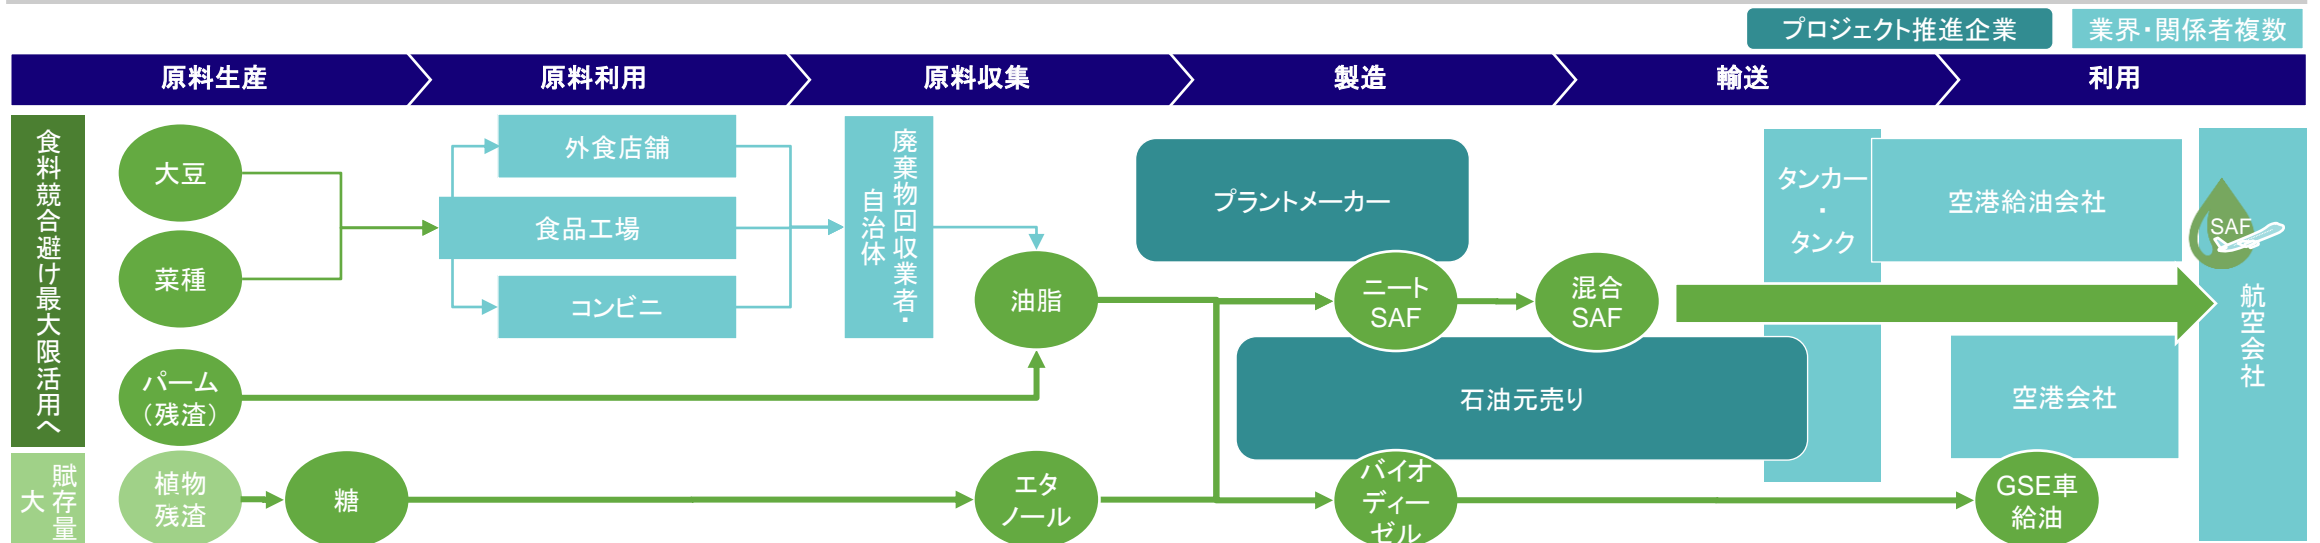 プロジェクト推進企業
業界・関係者複数
原料生産
原料利用
原料収集
製造
輸送
利用
食料競合避け最大限活用へ
大豆
菜種
パーム
（残渣）
外食店舗
食品工場
コンビニ
廃棄物回収業者・
自治体
油脂
プラントメーカー
ニート
SAF
混合
SAF
石油元売り
タンカー
・
タンク
空港給油会社
空港会社
SAF
航空会社
賦存量
大
植物
残渣
糖
エタ
ノール
バイオ
ディー
ゼル
GSE車
給油